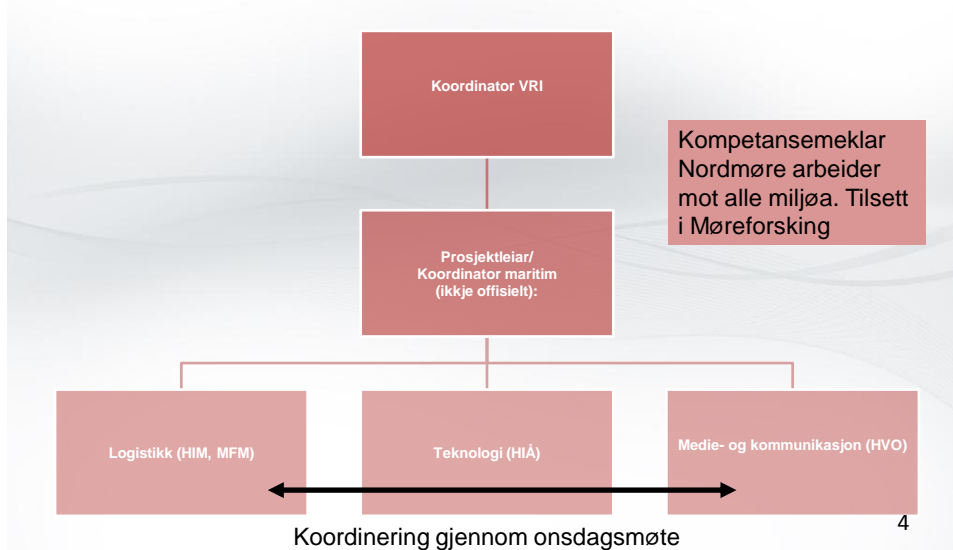 Koordinator VRI
Kompetansemeklar
Nordmøre arbeider
mot alle miljøa. Tilsett
i Møreforsking
Prosjektleiar/
Koordinator maritim
(ikkje offisielt):
Logistikk (HIM, MFM)
Teknologi (HIÅ)
Medie- og kommunikasjon (HVO)
Koordinering gjennom onsdagsmøte
4